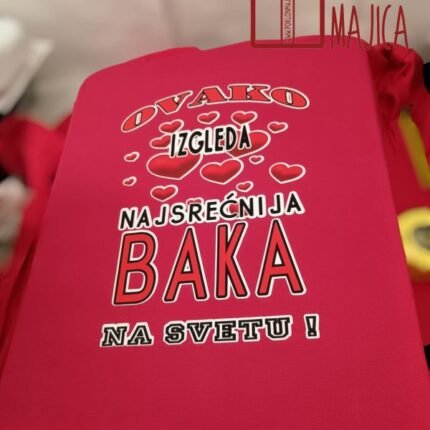 MAJICA
OVAKO
IZGLEDA
NAJSREĆNIJA
BAKA
NA SVETU !